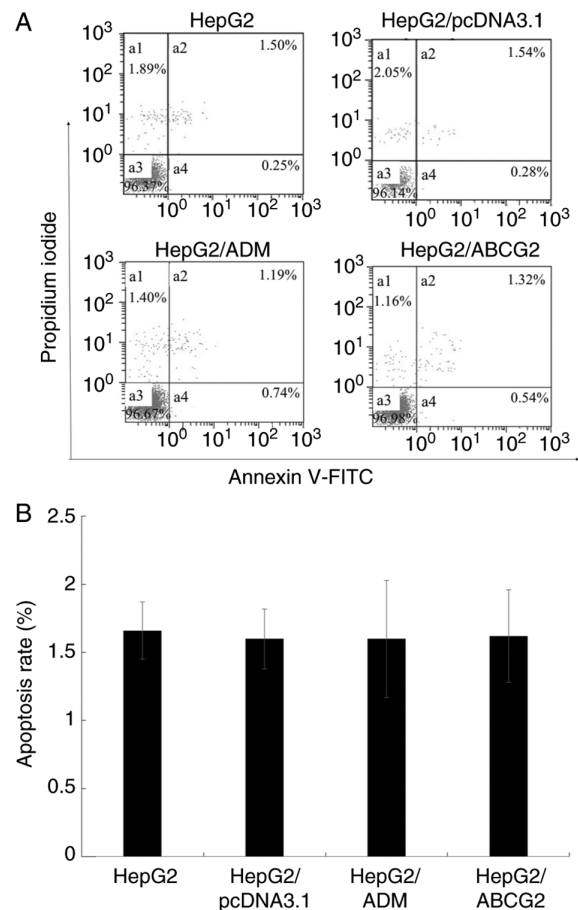 A
HepG2
10³
10²
10¹
10⁰
a1
1.89%
a2
1.50%
a3
96.37%
a4
0.25%
10⁰ 10¹ 10² 10³
HepG2/pcDNA3.1
10³
10²
10¹
10⁰
a1
2.05%
a2
1.54%
a3
96.14%
a4
0.28%
10⁰ 10¹ 10² 10³
HepG2/ADM
10³
10²
10¹
10⁰
a1
1.40%
a2
1.19%
a3
96.67%
a4
0.74%
10⁰ 10¹ 10² 10³
HepG2/ABCG2
10³
10²
10¹
10⁰
a1
1.16%
a2
1.32%
a3
96.98%
a4
0.54%
10⁰ 10¹ 10² 10³
Propidium iodide
Annexin V-FITC
B
Apoptosis rate (%)
2.5
2
1.5
1
0.5
0
HepG2
HepG2/
pcDNA3.1
HepG2/
ADM
HepG2/
ABCG2